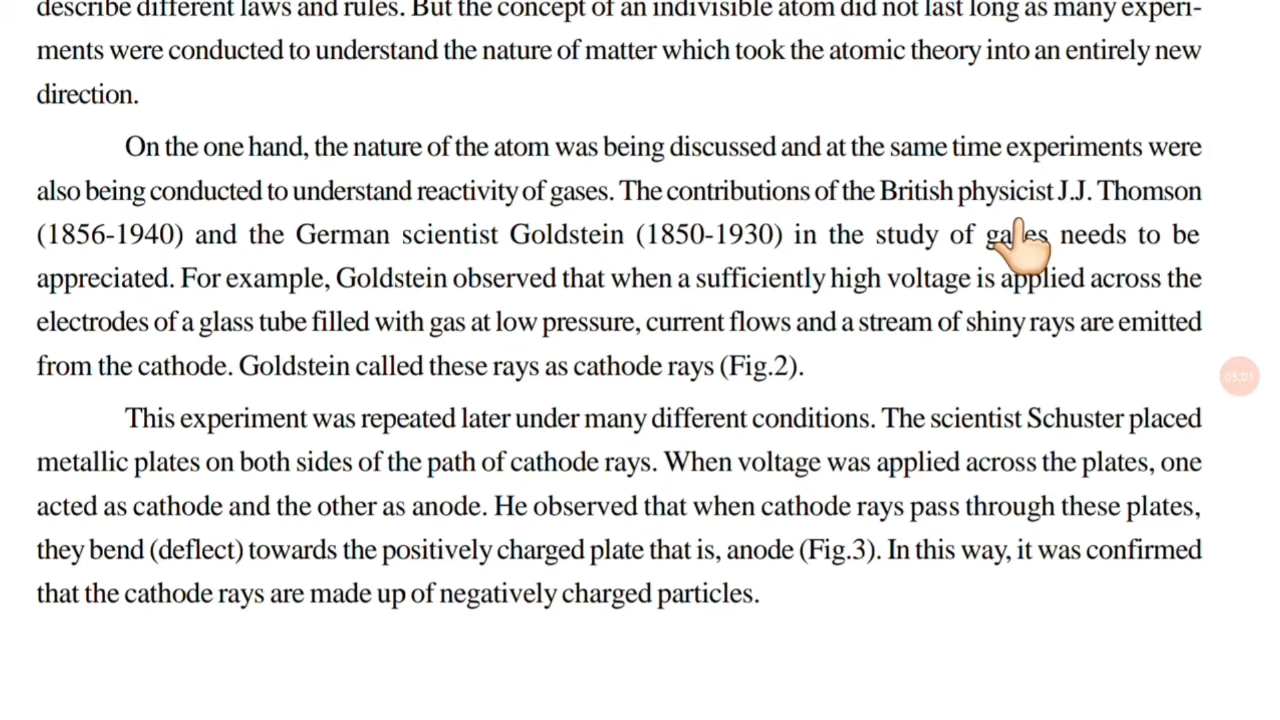 describe different laws and rules. But the concept of an indivisible atom did not last long as many experi-
ments were conducted to understand the nature of matter which took the atomic theory into an entirely new
direction.
On the one hand, the nature of the atom was being discussed and at the same time experiments were
also being conducted to understand reactivity of gases. The contributions of the British physicist J.J. Thomson
(1856-1940) and the German scientist Goldstein (1850-1930) in the study of gases needs to be
appreciated. For example, Goldstein observed that when a sufficiently high voltage is applied across the
electrodes of a glass tube filled with gas at low pressure, current flows and a stream of shiny rays are emitted
from the cathode. Goldstein called these rays as cathode rays (Fig.2).
03:01
This experiment was repeated later under many different conditions. The scientist Schuster placed
metallic plates on both sides of the path of cathode rays. When voltage was applied across the plates, one
acted as cathode and the other as anode. He observed that when cathode rays pass through these plates,
they bend (deflect) towards the positively charged plate that is, anode (Fig.3). In this way, it was confirmed
that the cathode rays are made up of negatively charged particles.